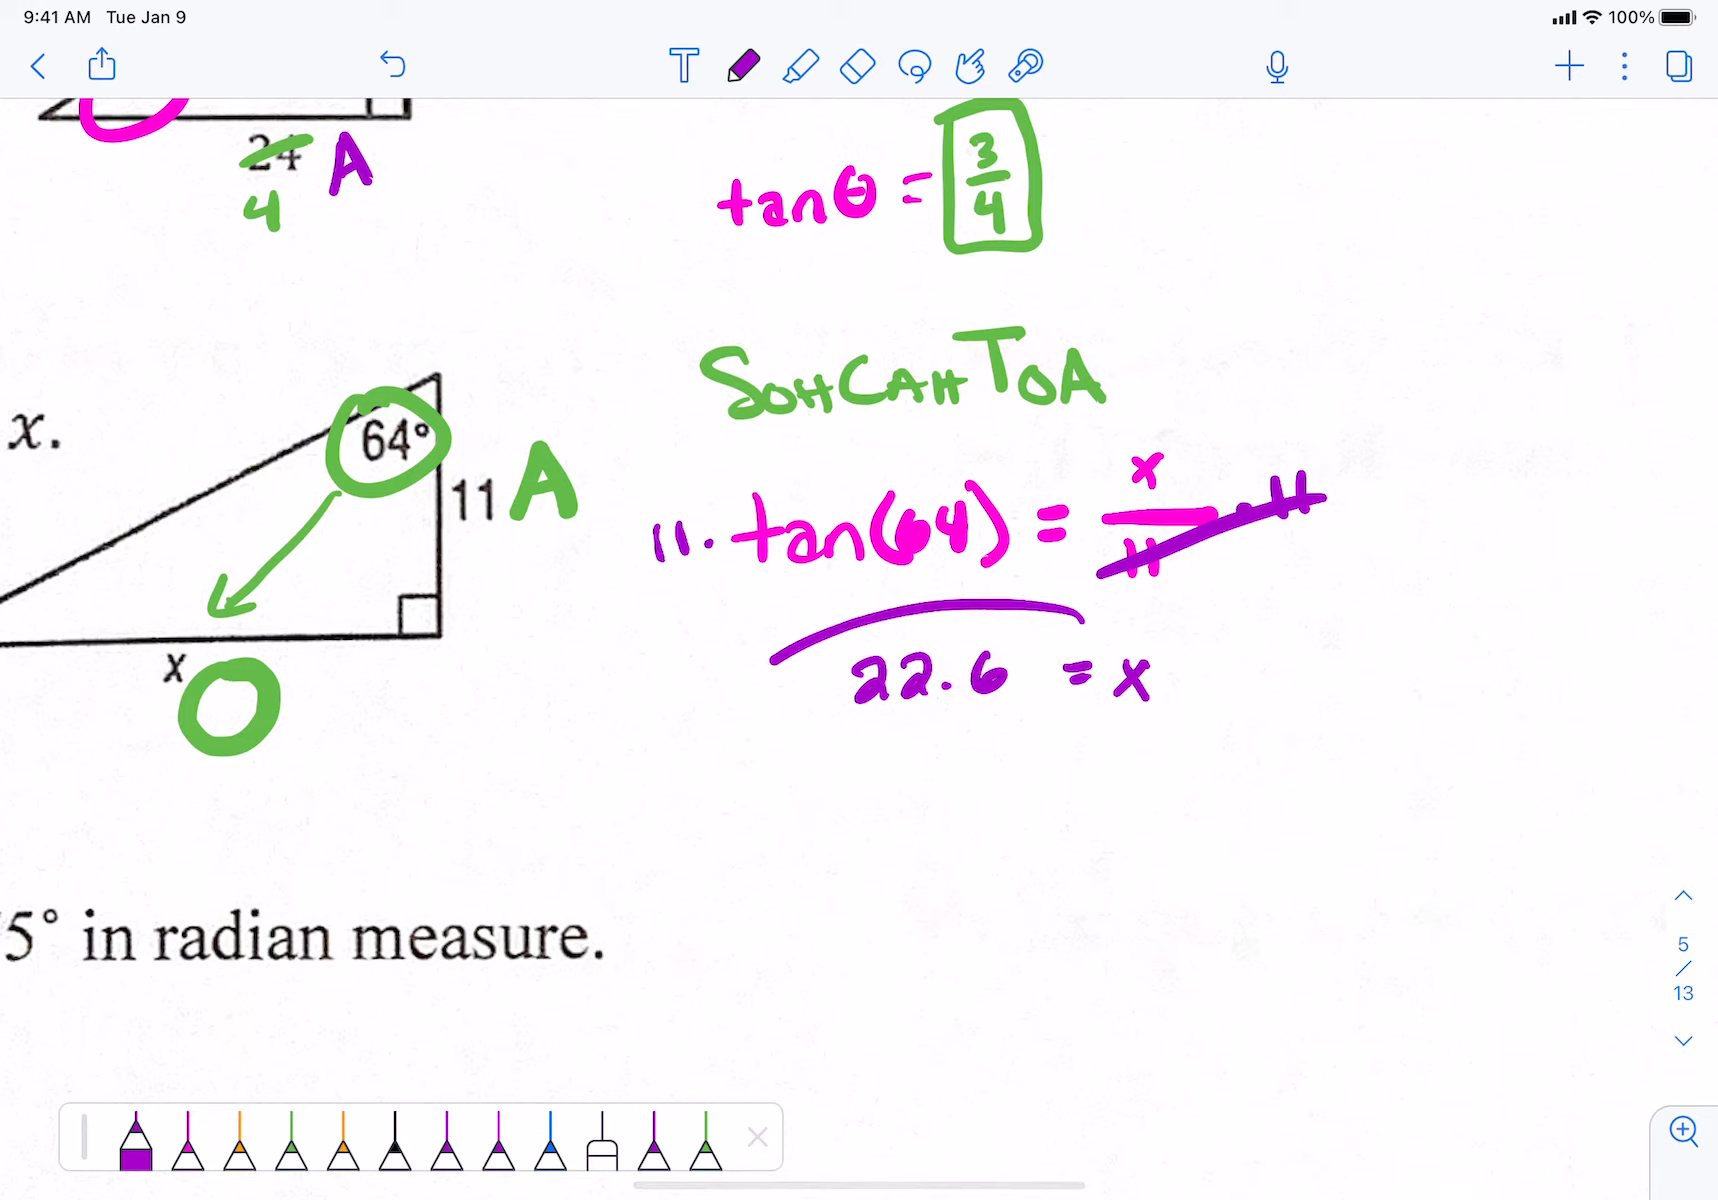 9:41 AM Tue Jan 9
100%
24 A
4
tanθ = 3/4
SOHCAHTOA
x.
64°
11 A
11 · tan(64) = x/11 · 11
22.6 = x
x O
5° in radian measure.
5
/
13